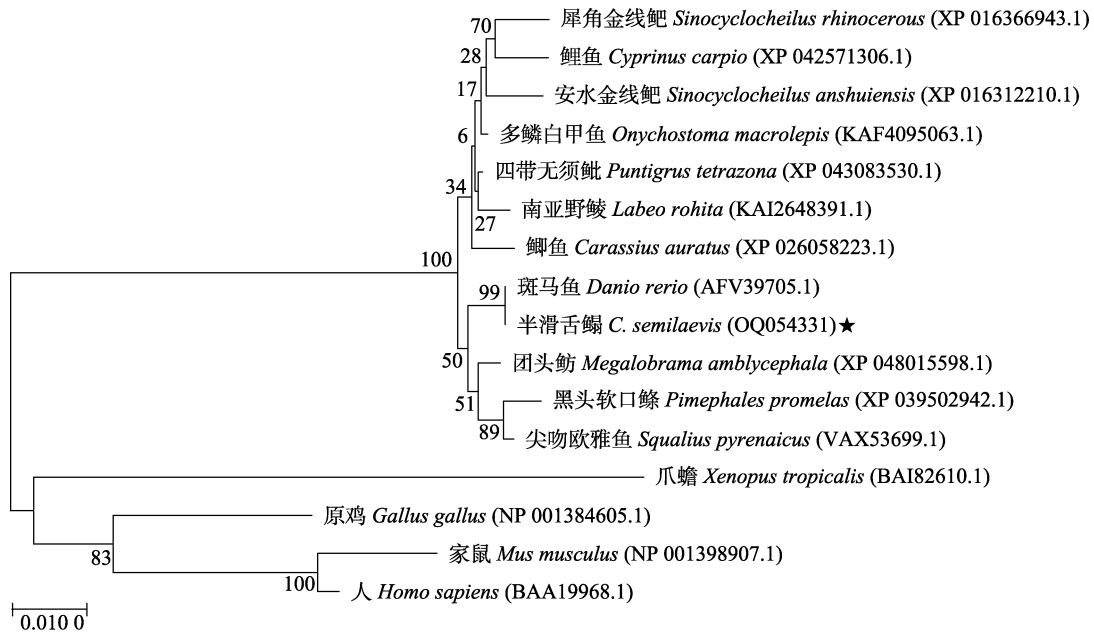 70
犀角金线鲃 Sinocyclocheilus rhinocerous (XP 016366943.1)
28
鲤鱼 Cyprinus carpio (XP 042571306.1)
17
安水金线鲃 Sinocyclocheilus anshuiensis (XP 016312210.1)
6
多鳞白甲鱼 Onychostoma macrolepis (KAF4095063.1)
四带无须魮 Puntigrus tetrazona (XP 043083530.1)
34
南亚野鲮 Labeo rohita (KAI2648391.1)
27
鲫鱼 Carassius auratus (XP 026058223.1)
100
99
斑马鱼 Danio rerio (AFV39705.1)
半滑舌鳎 C. semilaevis (OQ054331)★
50
团头鲂 Megalobrama amblycephala (XP 048015598.1)
51
黑头软口鲦 Pimephales promelas (XP 039502942.1)
89
尖吻欧雅鱼 Squalius pyrenaicus (VAX53699.1)
爪蟾 Xenopus tropicalis (BAI82610.1)
原鸡 Gallus gallus (NP 001384605.1)
83
家鼠 Mus musculus (NP 001398907.1)
100
人 Homo sapiens (BAA19968.1)
0.010 0